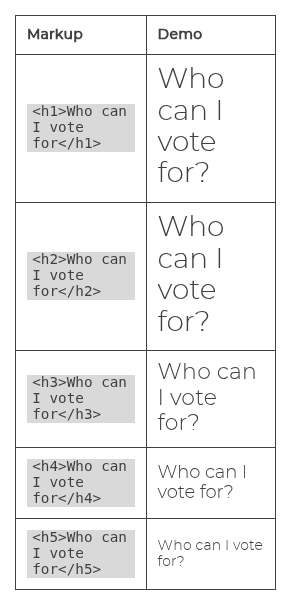 Markup
Demo
<h1>Who can
I vote
for</h1>
Who
can I
vote
for?
<h2>Who can
I vote
for</h2>
Who
can I
vote
for?
<h3>Who can
I vote
for</h3>
Who can
I vote
for?
<h4>Who can
I vote
for</h4>
Who can I
vote for?
<h5>Who can
I vote
for</h5>
Who can I vote
for?